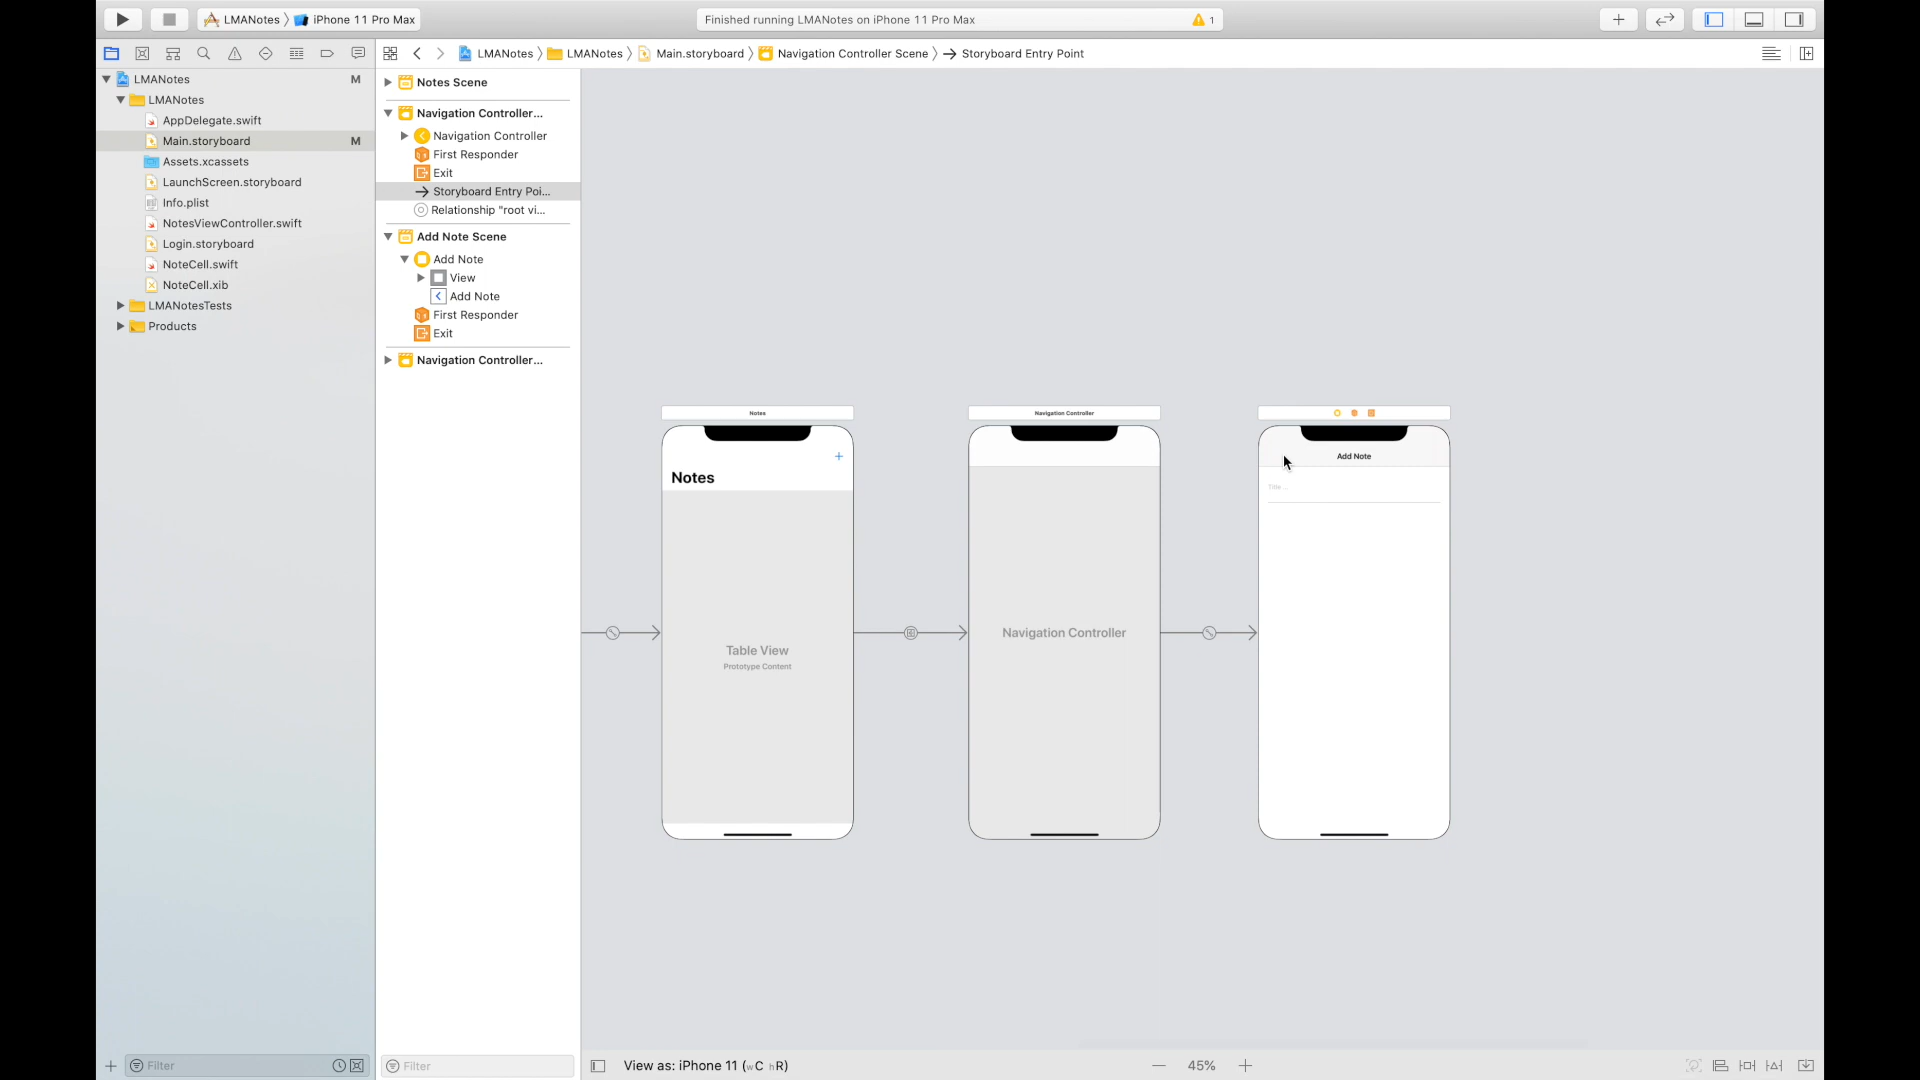 LMANotes
iPhone 11 Pro Max
Finished running LMANotes on iPhone 11 Pro Max
1
LMANotes
LMANotes
Main.storyboard
Navigation Controller Scene
Storyboard Entry Point
LMANotes
M
LMANotes
AppDelegate.swift
Main.storyboard
M
Assets.xcassets
LaunchScreen.storyboard
Info.plist
NotesViewController.swift
Login.storyboard
NoteCell.swift
NoteCell.xib
LMANotesTests
Products
Filter
Notes Scene
Navigation Controller...
Navigation Controller
First Responder
Exit
Storyboard Entry Poi...
Relationship "root vi...
Add Note Scene
Add Note
View
Add Note
First Responder
Exit
Navigation Controller...
Filter
Notes
Notes
Table View
Prototype Content
Navigation Controller
Navigation Controller
Add Note
Title...
View as: iPhone 11 (wC hR)
45%